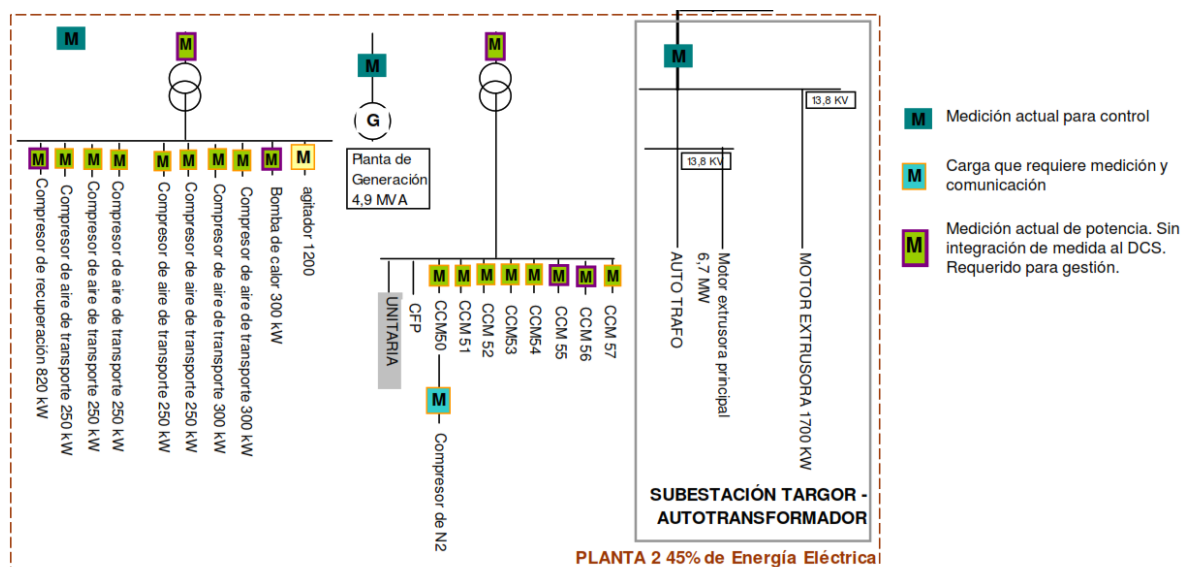 M
M
M
M
M
13,8 KV
M
Medición actual para control
G
M
M
M
M
M
M
M
M
M
M
Planta de
Generación
4,9 MVA
13,8 KV
M
Carga que requiere medición y
comunicación
Compresor de recuperación 820 kW
Compresor de aire de transporte 250 kW
Compresor de aire de transporte 250 kW
Compresor de aire de transporte 250 kW
Compresor de aire de transporte 250 kW
Compresor de aire de transporte 250 kW
Compresor de aire de transporte 300 kW
Compresor de aire de transporte 300 kW
Bomba de calor 300 kW
agitador 1200
M
Medición actual de potencia. Sin
integración de medida al DCS.
Requerido para gestión.
M
M
M
M
M
M
M
M
UNITARIA
CFP
CCM50
CCM 51
CCM 52
CCM53
CCM54
CCM 55
CCM 56
CCM 57
M
Compresor de N2
AUTO TRAFO
Motor extrusora principal
6,7 MW
MOTOR EXTRUSORA 1700 KW
SUBESTACIÓN TARGOR -
AUTOTRANSFORMADOR
PLANTA 2 45% de Energía Eléctrica